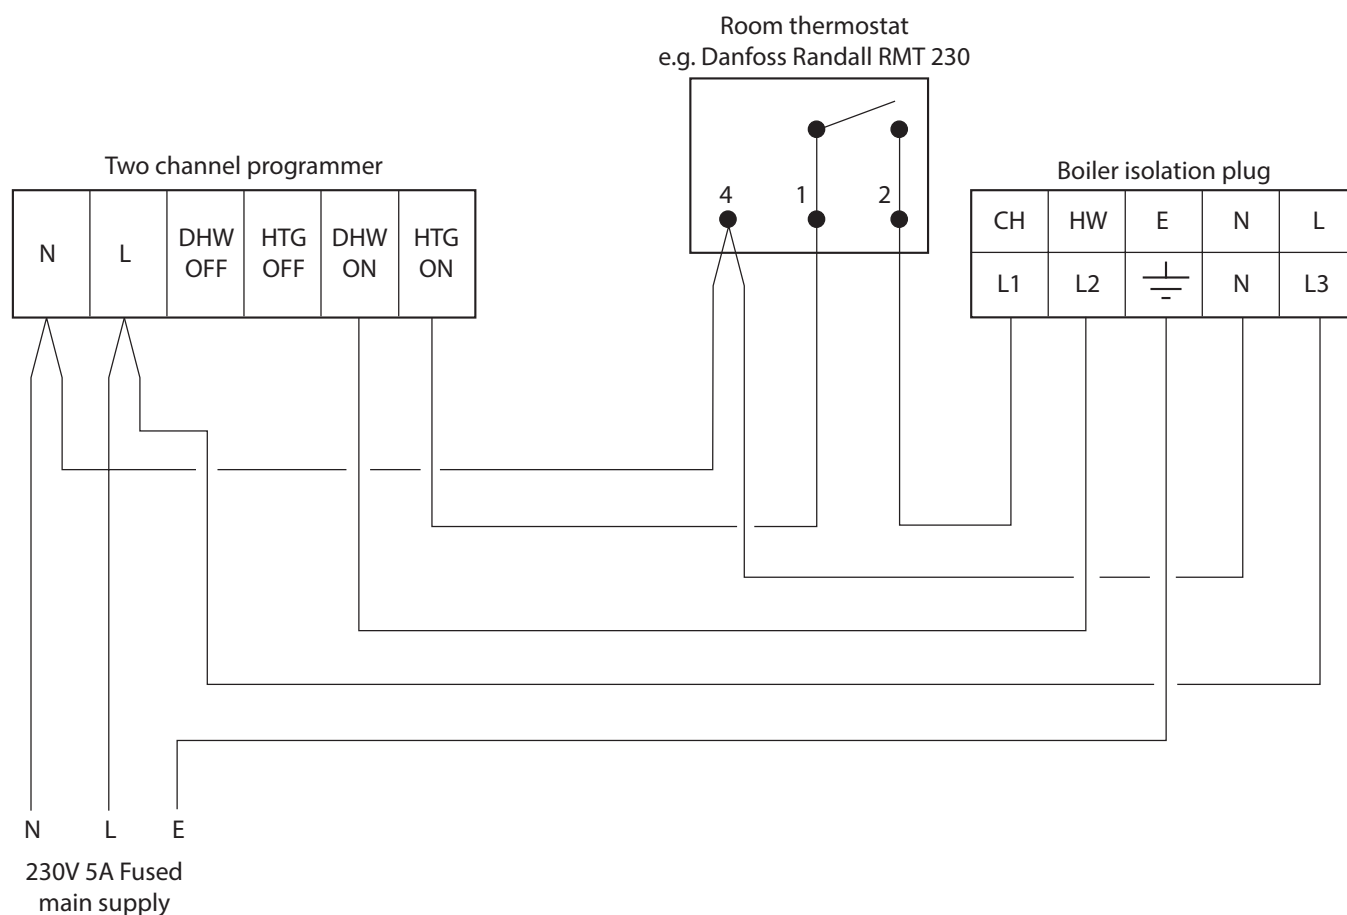 Room thermostat
e.g. Danfoss Randall RMT 230
Two channel programmer
N
L
DHW
OFF
HTG
OFF
DHW
ON
HTG
ON
4
1
2
Boiler isolation plug
CH
HW
E
N
L
L1
L2
N
L3
N
L
E
230V 5A Fused
main supply